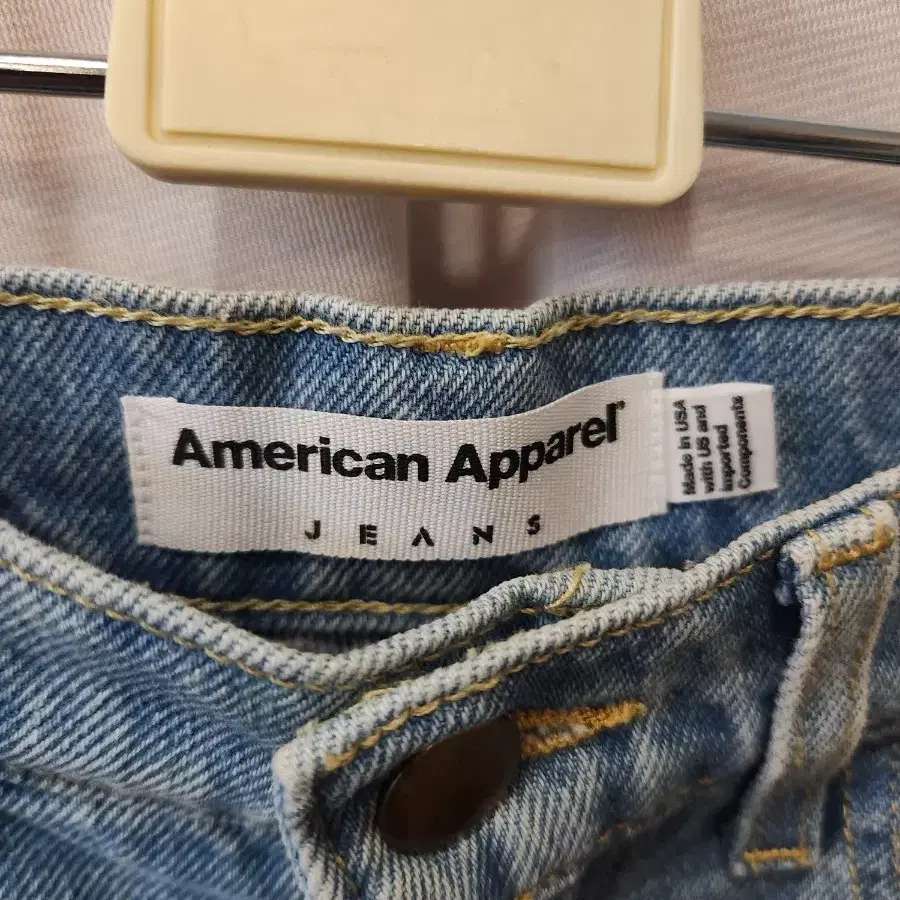 American Apparel®
JEANS
Made in USA
with US and
Imported
Components